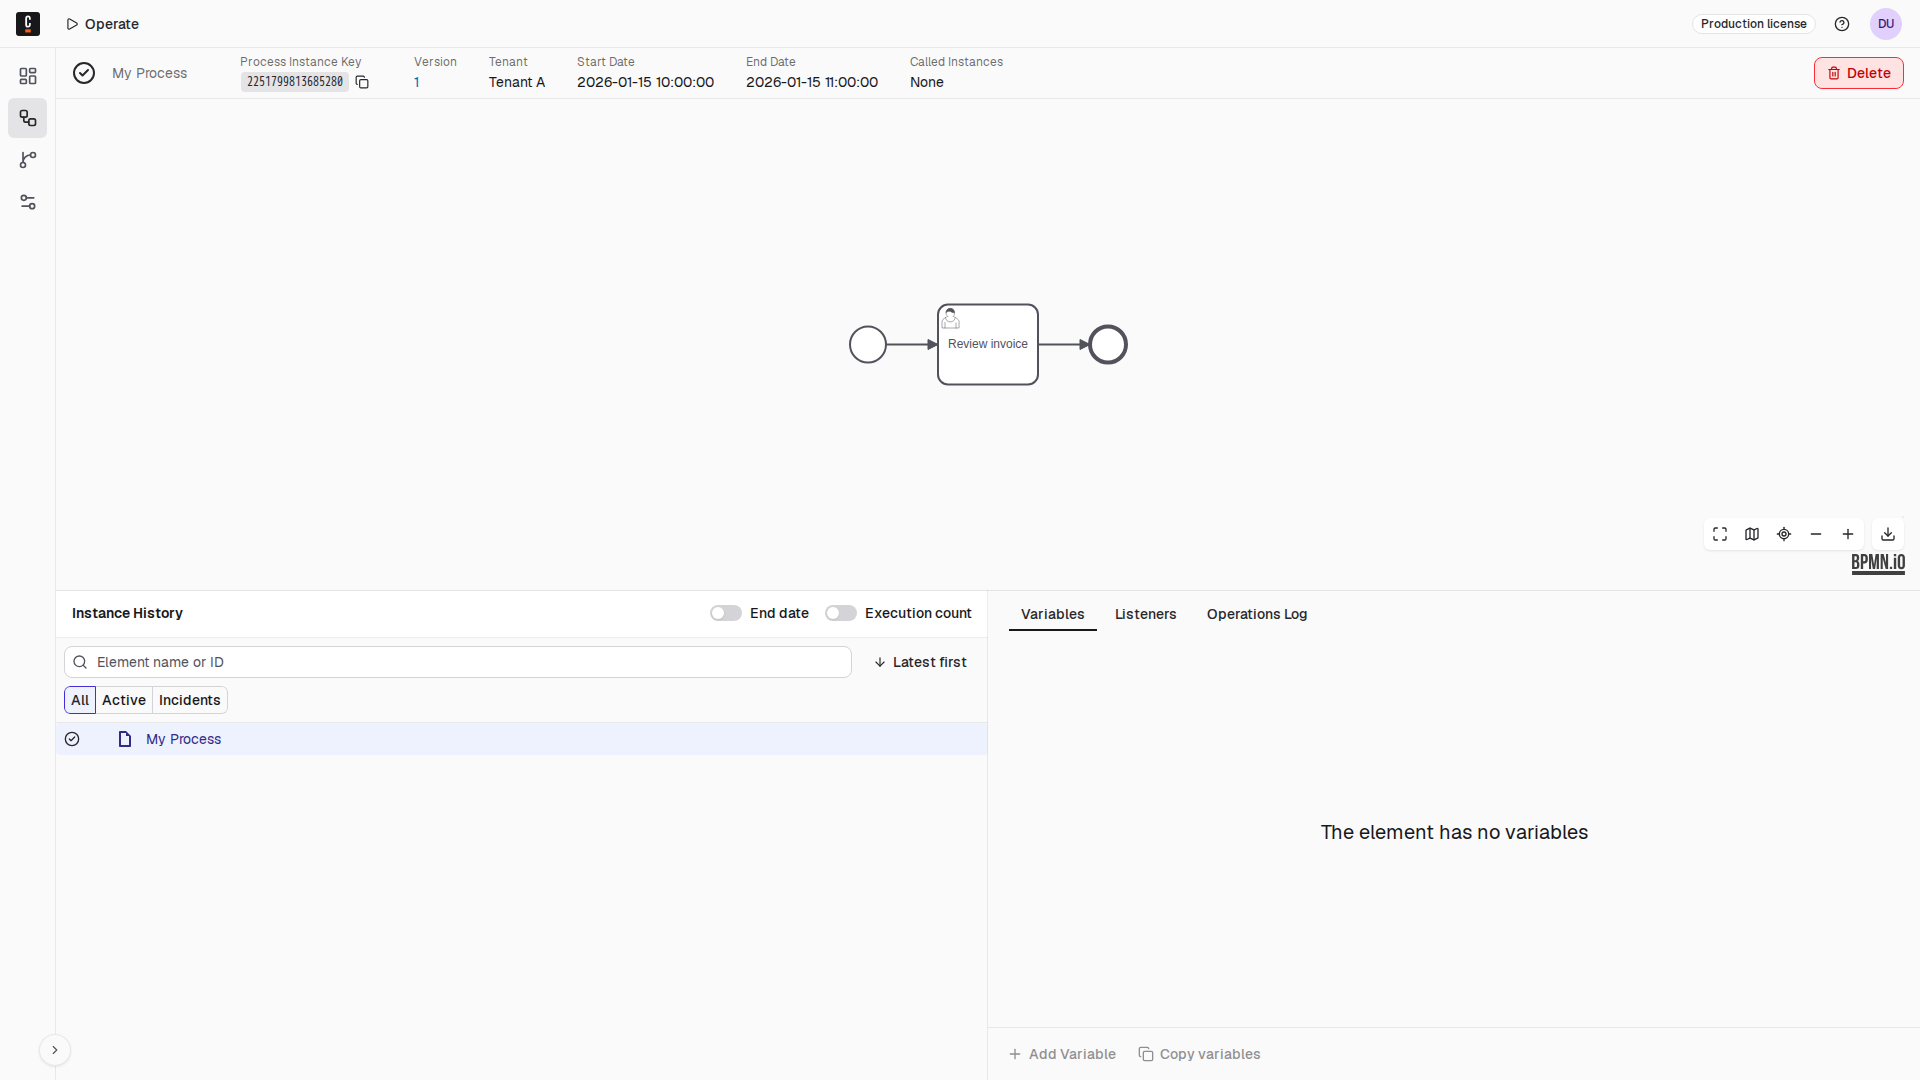 C
Operate
Production license
DU
My Process
Process Instance Key
2251799813685280
Version
1
Tenant
Tenant A
Start Date
2026-01-15 10:00:00
End Date
2026-01-15 11:00:00
Called Instances
None
Delete
Review invoice
BPMN.iO
Instance History
End date
Execution count
Element name or ID
Latest first
All
Active
Incidents
My Process
Variables
Listeners
Operations Log
The element has no variables
Add Variable
Copy variables